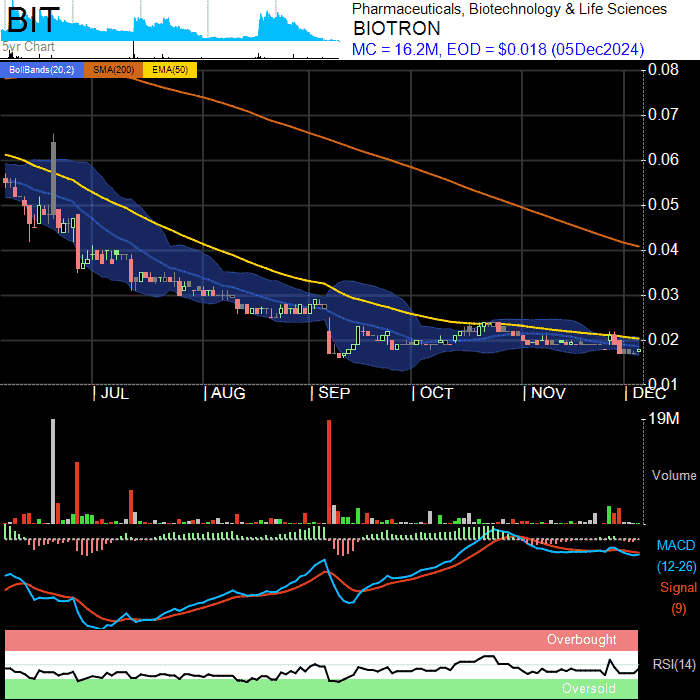 BIT
5yr Chart
Pharmaceuticals, Biotechnology & Life Sciences
BIOTRON
MC = 16.2M, EOD = $0.018 (05Dec2024)
BollBands(20,2) SMA(200) EMA(50)
0.08
0.07
0.06
0.05
0.04
0.03
0.02
0.01
JUL AUG SEP OCT NOV DEC
19M
Volume
MACD
(12-26)
Signal
(9)
Overbought
RSI(14)
Oversold